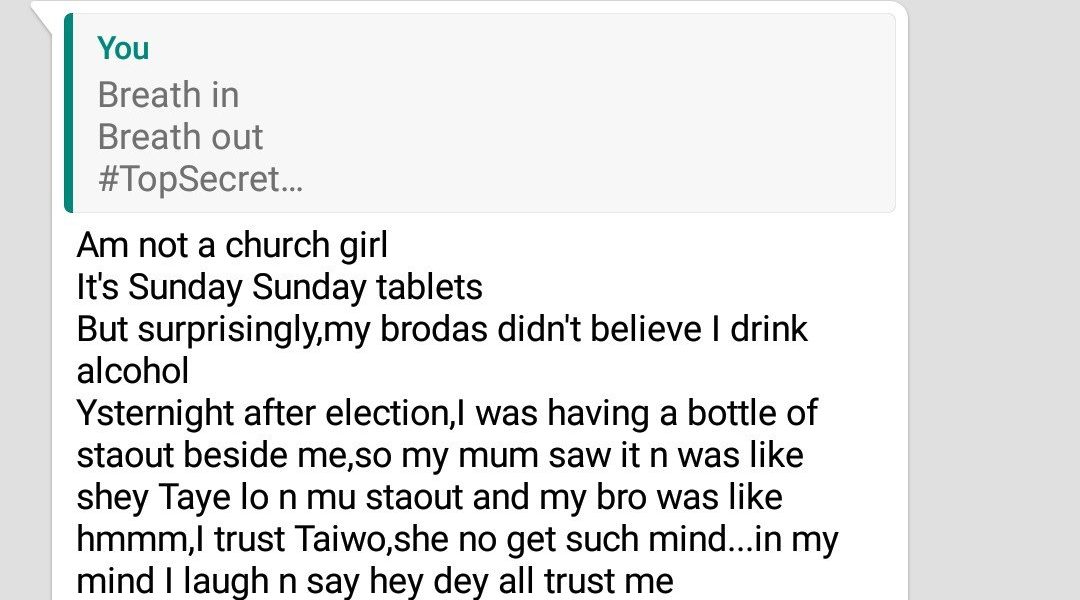 You
Breath in
Breath out
#TopSecret...
Am not a church girl
It's Sunday Sunday tablets
But surprisingly,my brodas didn't believe I drink
alcohol
Ysternight after election,I was having a bottle of
staout beside me,so my mum saw it n was like
shey Taye lo n mu staout and my bro was like
hmmm,I trust Taiwo,she no get such mind...in my
mind I laugh n say hey dey all trust me